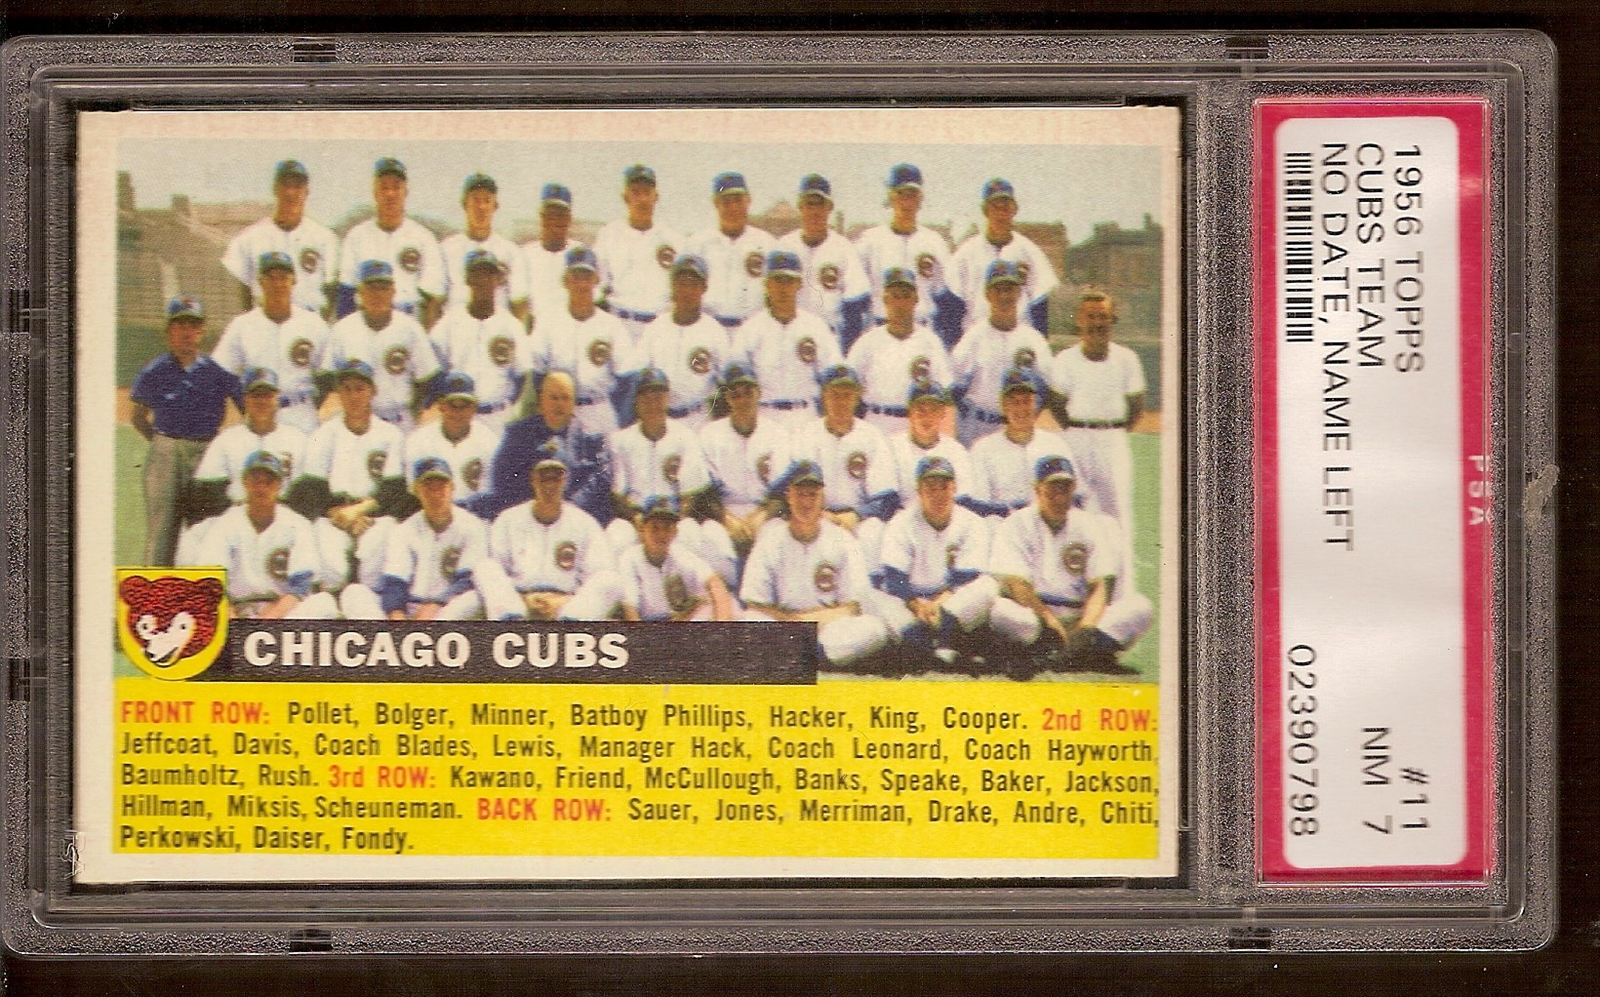 CHICAGO CUBS
FRONT ROW: Pollet, Bolger, Minner, Batboy Phillips, Hacker, King, Cooper. 2nd ROW:
Jeffcoat, Davis, Coach Blades, Lewis, Manager Hack, Coach Leonard, Coach Hayworth,
Baumholtz, Rush. 3rd ROW: Kawano, Friend, McCullough, Banks, Speake, Baker, Jackson,
Hillman, Miksis, Scheuneman. BACK ROW: Sauer, Jones, Merriman, Drake, Andre, Chiti,
Perkowski, Daiser, Fondy.
1956 TOPPS #11
CUBS TEAM NM 7
NO DATE, NAME LEFT
02390798
PSA